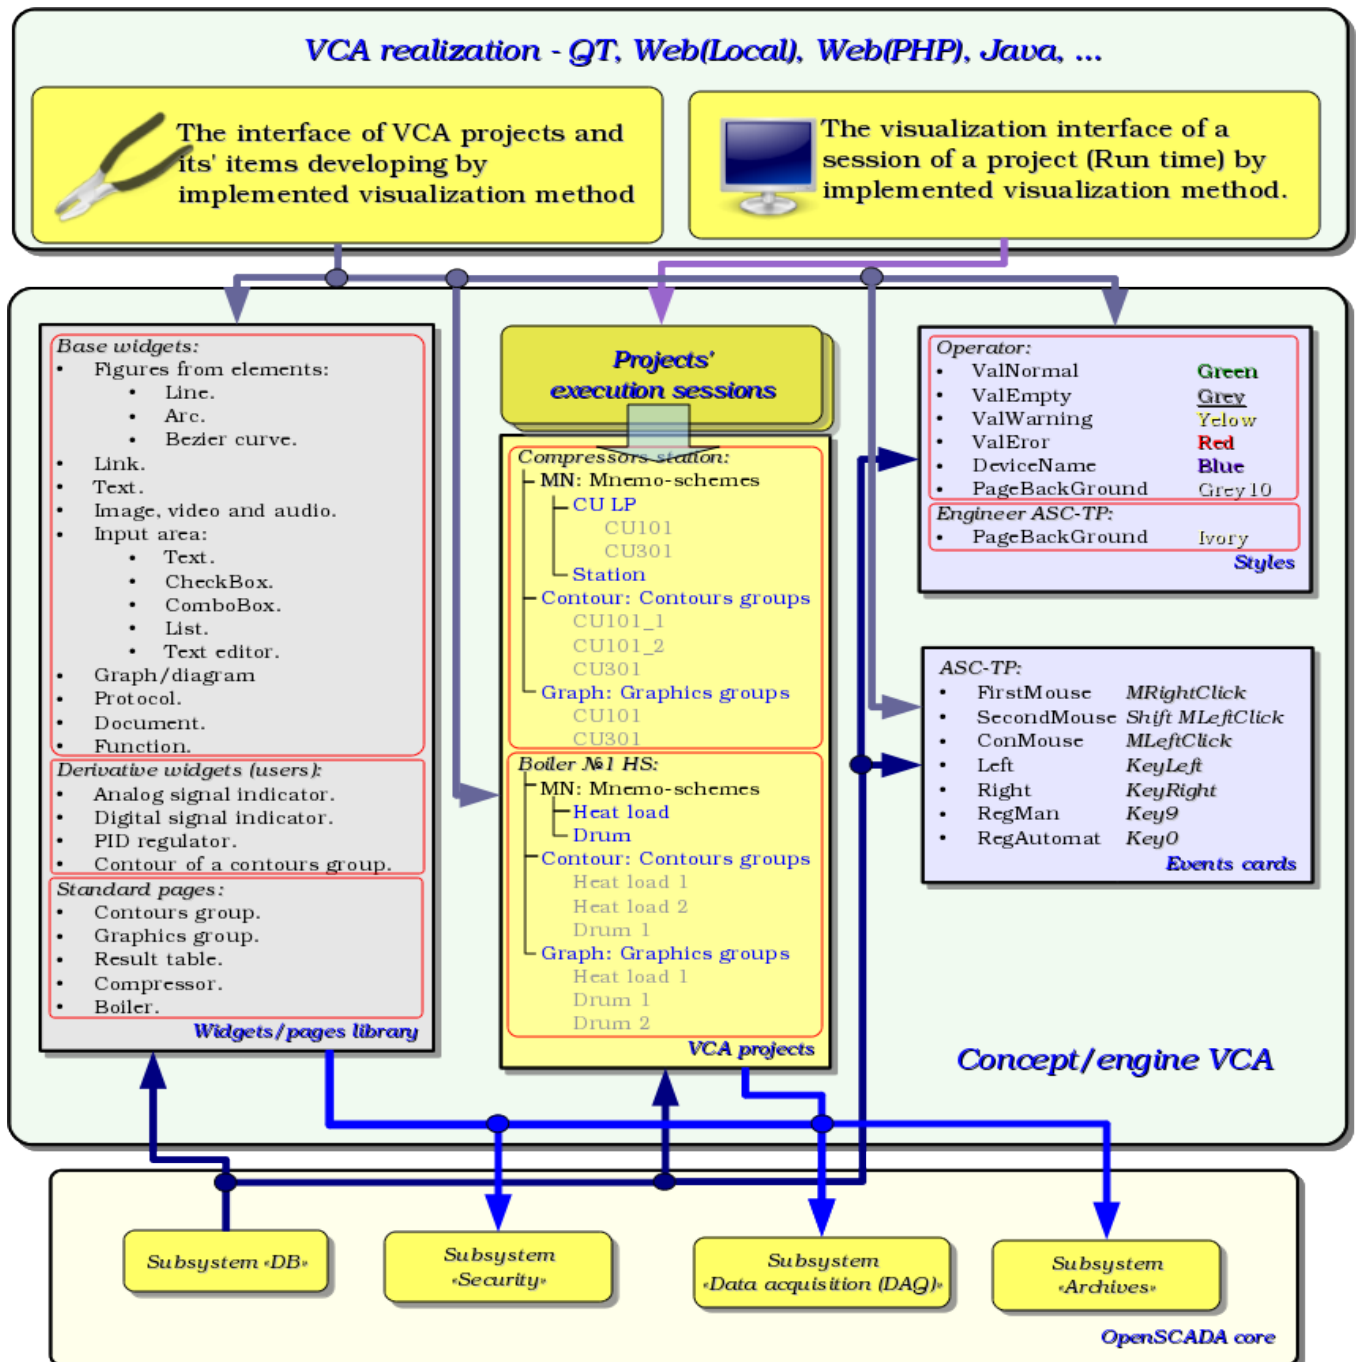 VCA realization - QT, Web(Local), Web(PHP), Java, ...
The interface of VCA projects and
its' items developing by
implemented visualization method
The visualization interface of a
session of a project (Run time) by
implemented visualization method.
Base widgets:
• Figures from elements:
• Line.
• Arc.
• Bezier curve.
• Link.
• Text.
• Image, video and audio.
• Input area:
• Text.
• CheckBox.
• ComboBox.
• List.
• Text editor.
• Graph/diagram
• Protocol.
• Document.
• Function.
Derivative widgets (users):
• Analog signal indicator.
• Digital signal indicator.
• PID regulator.
• Contour of a contours group.
Standard pages:
• Contours group.
• Graphics group.
• Result table.
• Compressor.
• Boiler.
Widgets/pages library
Projects'
execution sessions
Compressors station:
MN: Mnemo-schemes
CU LP
CU101
CU301
Station
Contour: Contours groups
CU101_1
CU101_2
CU301
Graph: Graphics groups
CU101
CU301
Boiler №1 HS:
MN: Mnemo-schemes
Heat load
Drum
Contour: Contours groups
Heat load 1
Heat load 2
Drum 1
Graph: Graphics groups
Heat load 1
Drum 1
Drum 2
VCA projects
Operator:
• ValNormal Green
• ValEmpty Grey
• ValWarning Yelow
• ValEror Red
• DeviceName Blue
• PageBackGround Grey10
Engineer ASC-TP:
• PageBackGround Ivory
Styles
ASC-TP:
• FirstMouse MRightClick
• SecondMouse Shift MLeftClick
• ConMouse MLeftClick
• Left KeyLeft
• Right KeyRight
• RegMan Key9
• RegAutomat Key0
Events cards
Concept/engine VCA
Subsystem «DB»
Subsystem
«Security»
Subsystem
«Data acquisition (DAQ)»
Subsystem
«Archives»
OpenSCADA core